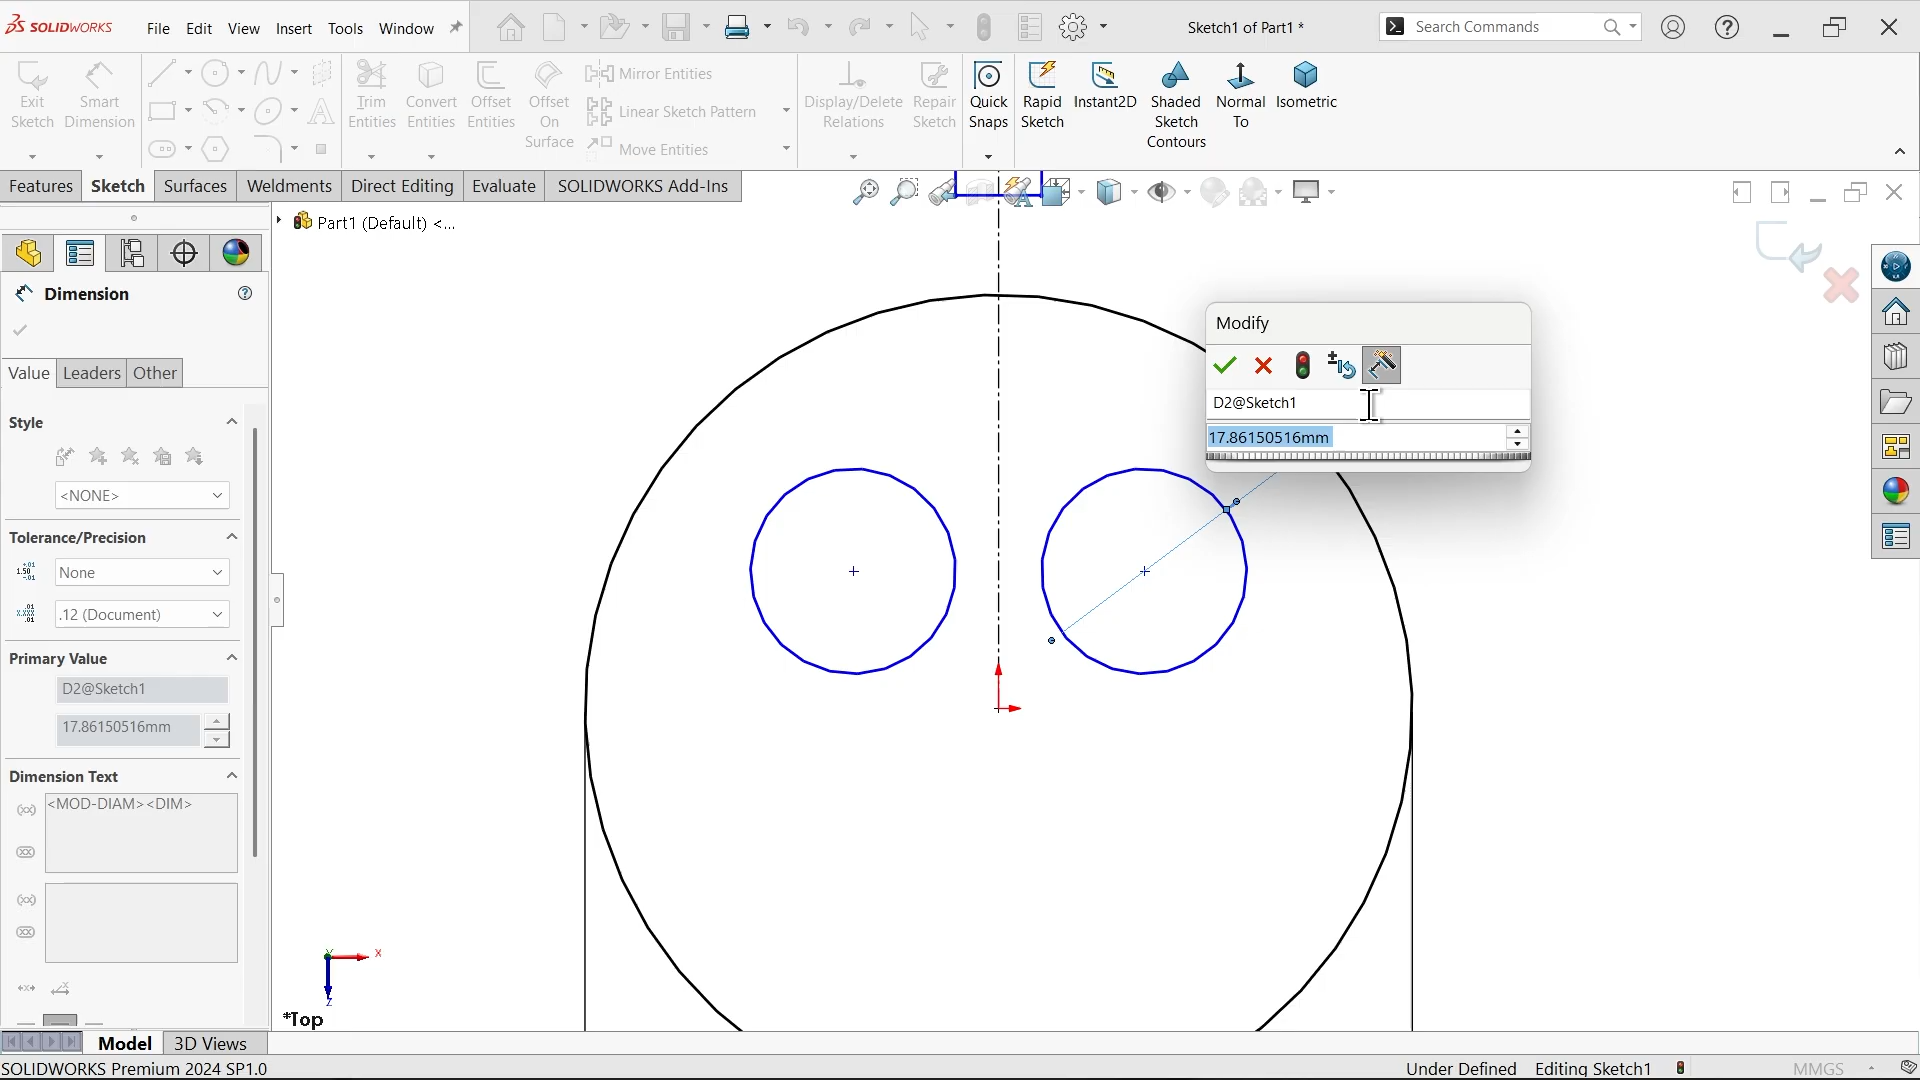 SOLIDWORKS
File
Edit
View
Insert
Tools
Window
Sketch1 of Part1 *
Search Commands
Exit
Sketch
Smart
Dimension
Trim
Entities
Convert
Entities
Offset
Entities
Offset
On
Surface
Mirror Entities
Linear Sketch Pattern
Move Entities
Display/Delete
Relations
Repair
Sketch
Quick
Snaps
Rapid
Sketch
Instant2D
Shaded
Sketch
Contours
Normal
To
Isometric
Features
Sketch
Surfaces
Weldments
Direct Editing
Evaluate
SOLIDWORKS Add-Ins
Part1 (Default) <...
Dimension
Value
Leaders
Other
Style
<NONE>
Tolerance/Precision
None
.12 (Document)
Primary Value
D2@Sketch1
17.86150516mm
Dimension Text
<MOD-DIAM><DIM>
Modify
D2@Sketch1
17.86150516mm
Y
X
Z
*Top
Model
3D Views
SOLIDWORKS Premium 2024 SP1.0
Under Defined
Editing Sketch1
MMGS